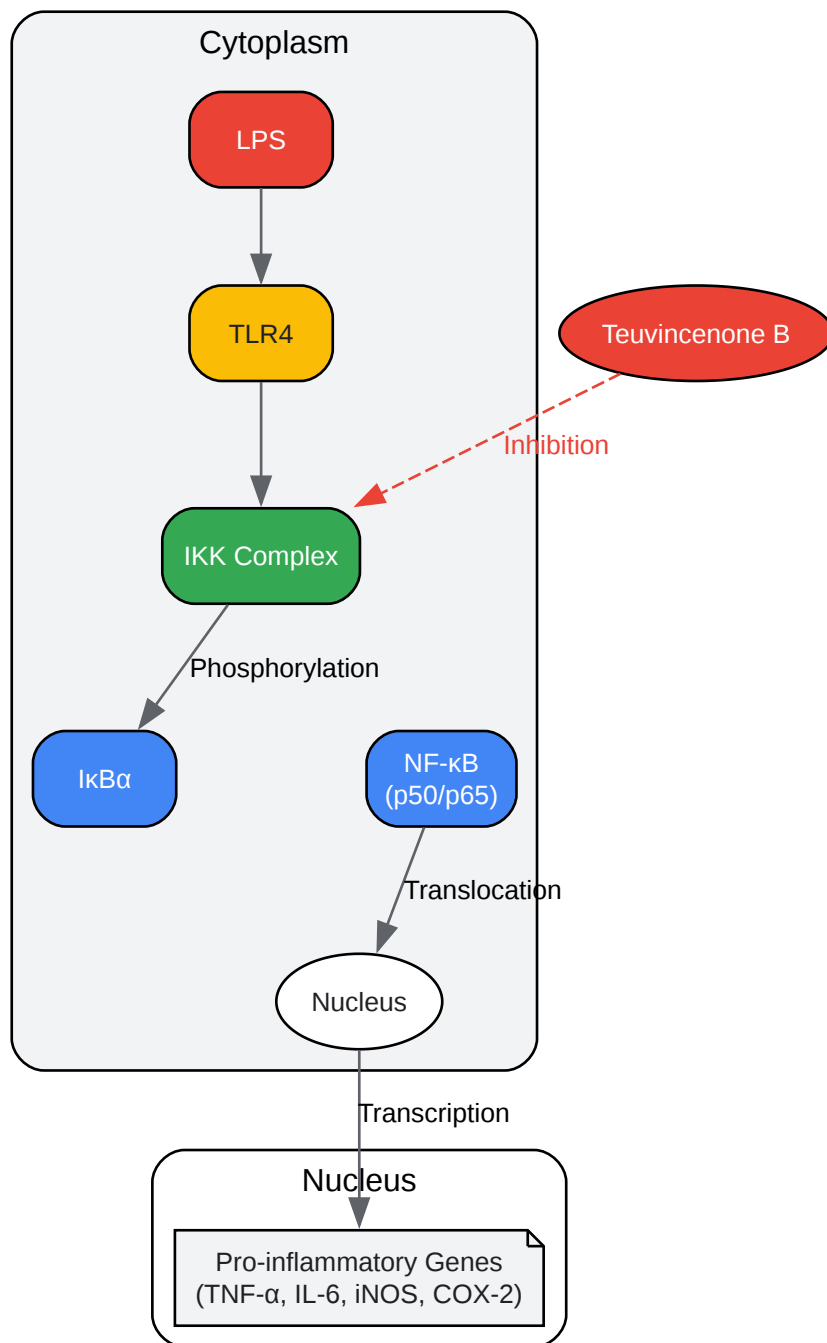 Cytoplasm
LPS
TLR4
Teuvincenone B
Inhibition
IKK Complex
Phosphorylation
IκBα
NF-κB
(p50/p65)
Translocation
Nucleus
Transcription
Nucleus
Pro-inflammatory Genes
(TNF-α, IL-6, iNOS, COX-2)